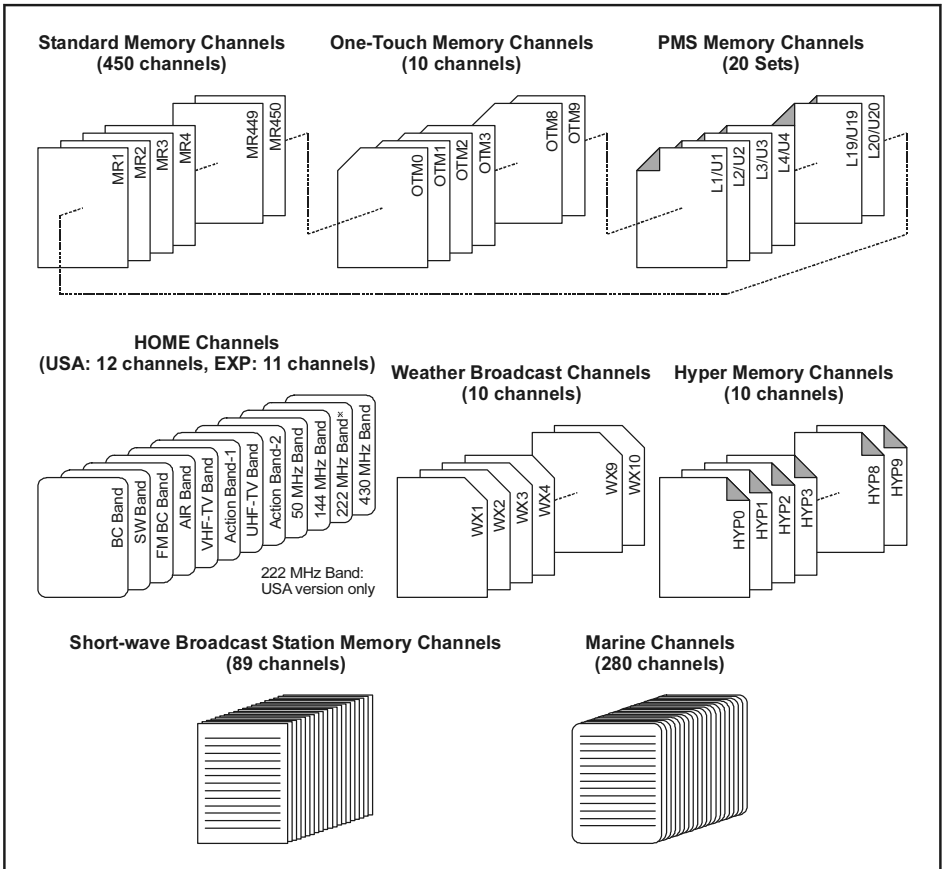 Standard Memory Channels
(450 channels)
One-Touch Memory Channels
(10 channels)
PMS Memory Channels
(20 Sets)
MR1
MR2
MR3
MR4
MR449
MR450
OTM0
OTM1
OTM2
OTM3
OTM8
OTM9
L1/U1
L2/U2
L3/U3
L4/U4
L19/U19
L20/U20
HOME Channels
(USA: 12 channels, EXP: 11 channels)
BC Band
SW Band
FM BC Band
AIR Band
VHF-TV Band
Action Band-1
UHF-TV Band
Action Band-2
50 MHz Band
144 MHz Band
222 MHz Band×
430 MHz Band
222 MHz Band:
USA version only
Weather Broadcast Channels
(10 channels)
WX1
WX2
WX3
WX4
WX9
WX10
Hyper Memory Channels
(10 channels)
HYP0
HYP1
HYP2
HYP3
HYP8
HYP9
Short-wave Broadcast Station Memory Channels
(89 channels)
Marine Channels
(280 channels)